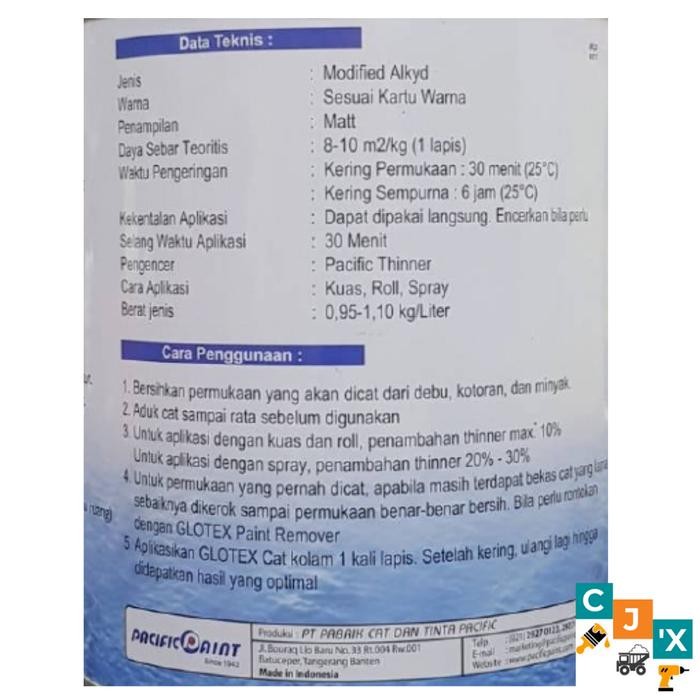 Data Teknis :
Jenis : Modified Alkyd
Warna : Sesuai Kartu Warna
Penampilan : Matt
Daya Sebar Teoritis : 8-10 m2/kg (1 lapis)
Waktu Pengeringan : Kering Permukaan : 30 menit (25°C)
: Kering Sempurna : 6 jam (25°C)
Kekentalan Aplikasi : Dapat dipakai langsung. Encerkan bila perlu
Selang Waktu Aplikasi : 30 Menit
Pengencer : Pacific Thinner
Cara Aplikasi : Kuas, Roll, Spray
Berat jenis : 0,95-1,10 kg/Liter
Cara Penggunaan :
1. Bersihkan permukaan yang akan dicat dari debu, kotoran, dan minyak.
2. Aduk cat sampai rata sebelum digunakan
3. Untuk aplikasi dengan kuas dan roll, penambahan thinner max 10%
Untuk aplikasi dengan spray, penambahan thinner 20% - 30%
4. Untuk permukaan yang pernah dicat, apabila masih terdapat bekas cat yang lama
sebaiknya dikerok sampai permukaan benar-benar bersih. Bila perlu rontokan
dengan GLOTEX Paint Remover
5. Aplikasikan GLOTEX Cat kolam 1 kali lapis. Setelah kering, ulangi lagi hingga
didapatkan hasil yang optimal
ruang)
PACIFIC PAINT
Since 1942
Produksi : PT PABRIK CAT DAN TINTA PACIFIC
Jl. Bouraq Lio Baru No. 33 Rt.004 Rw.001
Batuceper, Tangerang Banten
Made in Indonesia
Telp.
E-mail
Website
C J 'X